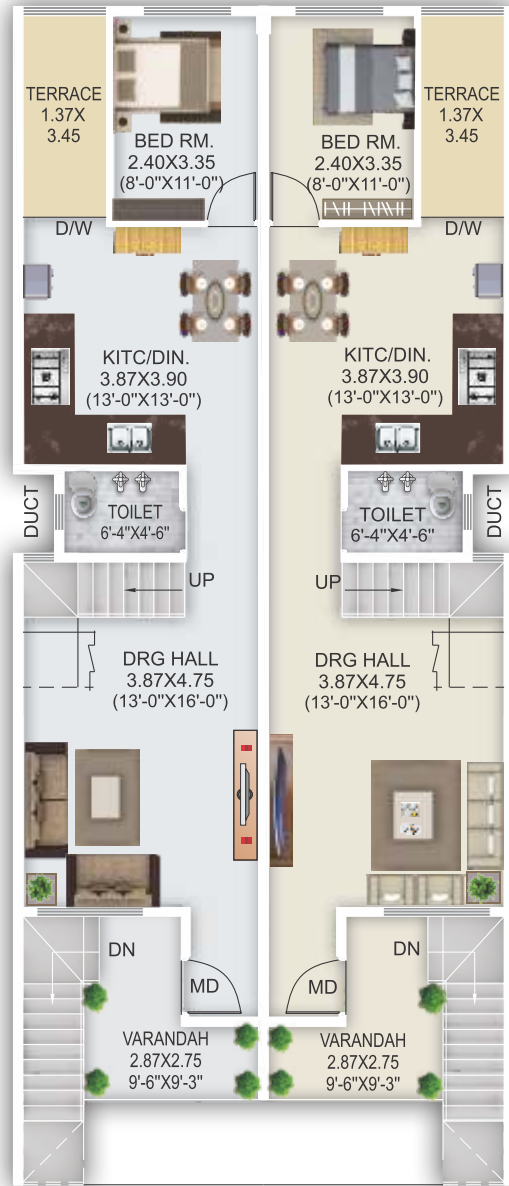 TERRACE
1.37X
3.45
BED RM.
2.40X3.35
(8'-0"X11'-0")
BED RM.
2.40X3.35
(8'-0"X11'-0")
TERRACE
1.37X
3.45
D/W
D/W
KITC/DIN.
3.87X3.90
(13'-0"X13'-0")
KITC/DIN.
3.87X3.90
(13'-0"X13'-0")
DUCT
TOILET
6'-4"X4'-6"
TOILET
6'-4"X4'-6"
DUCT
UP
UP
DRG HALL
3.87X4.75
(13'-0"X16'-0")
DRG HALL
3.87X4.75
(13'-0"X16'-0")
DN
MD
MD
DN
VARANDAH
2.87X2.75
9'-6"X9'-3"
VARANDAH
2.87X2.75
9'-6"X9'-3"